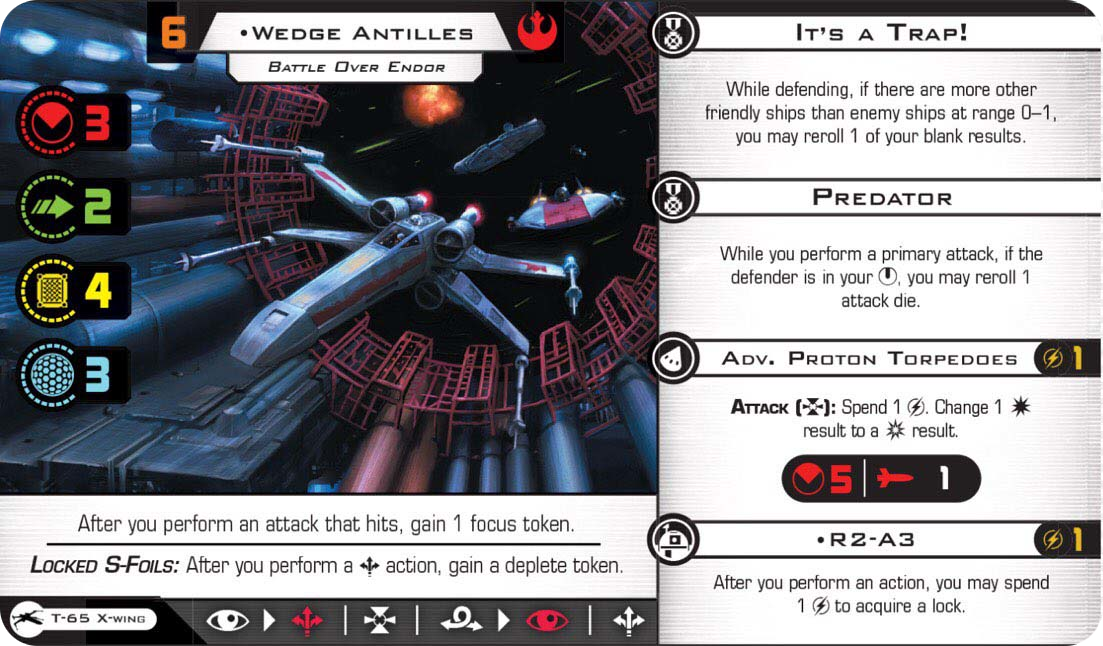 6
•Wedge Antilles
Battle Over Endor
3
2
4
3
After you perform an attack that hits, gain 1 focus token.
Locked S-Foils: After you perform a action, gain a deplete token.
T-65 X-wing
It's a Trap!
While defending, if there are more other
friendly ships than enemy ships at range 0–1,
you may reroll 1 of your blank results.
Predator
While you perform a primary attack, if the
defender is in your , you may reroll 1
attack die.
Adv. Proton Torpedoes 1
Attack ( ): Spend 1 . Change 1
result to a result.
5 1
•R2-A3 1
After you perform an action, you may spend
1 to acquire a lock.